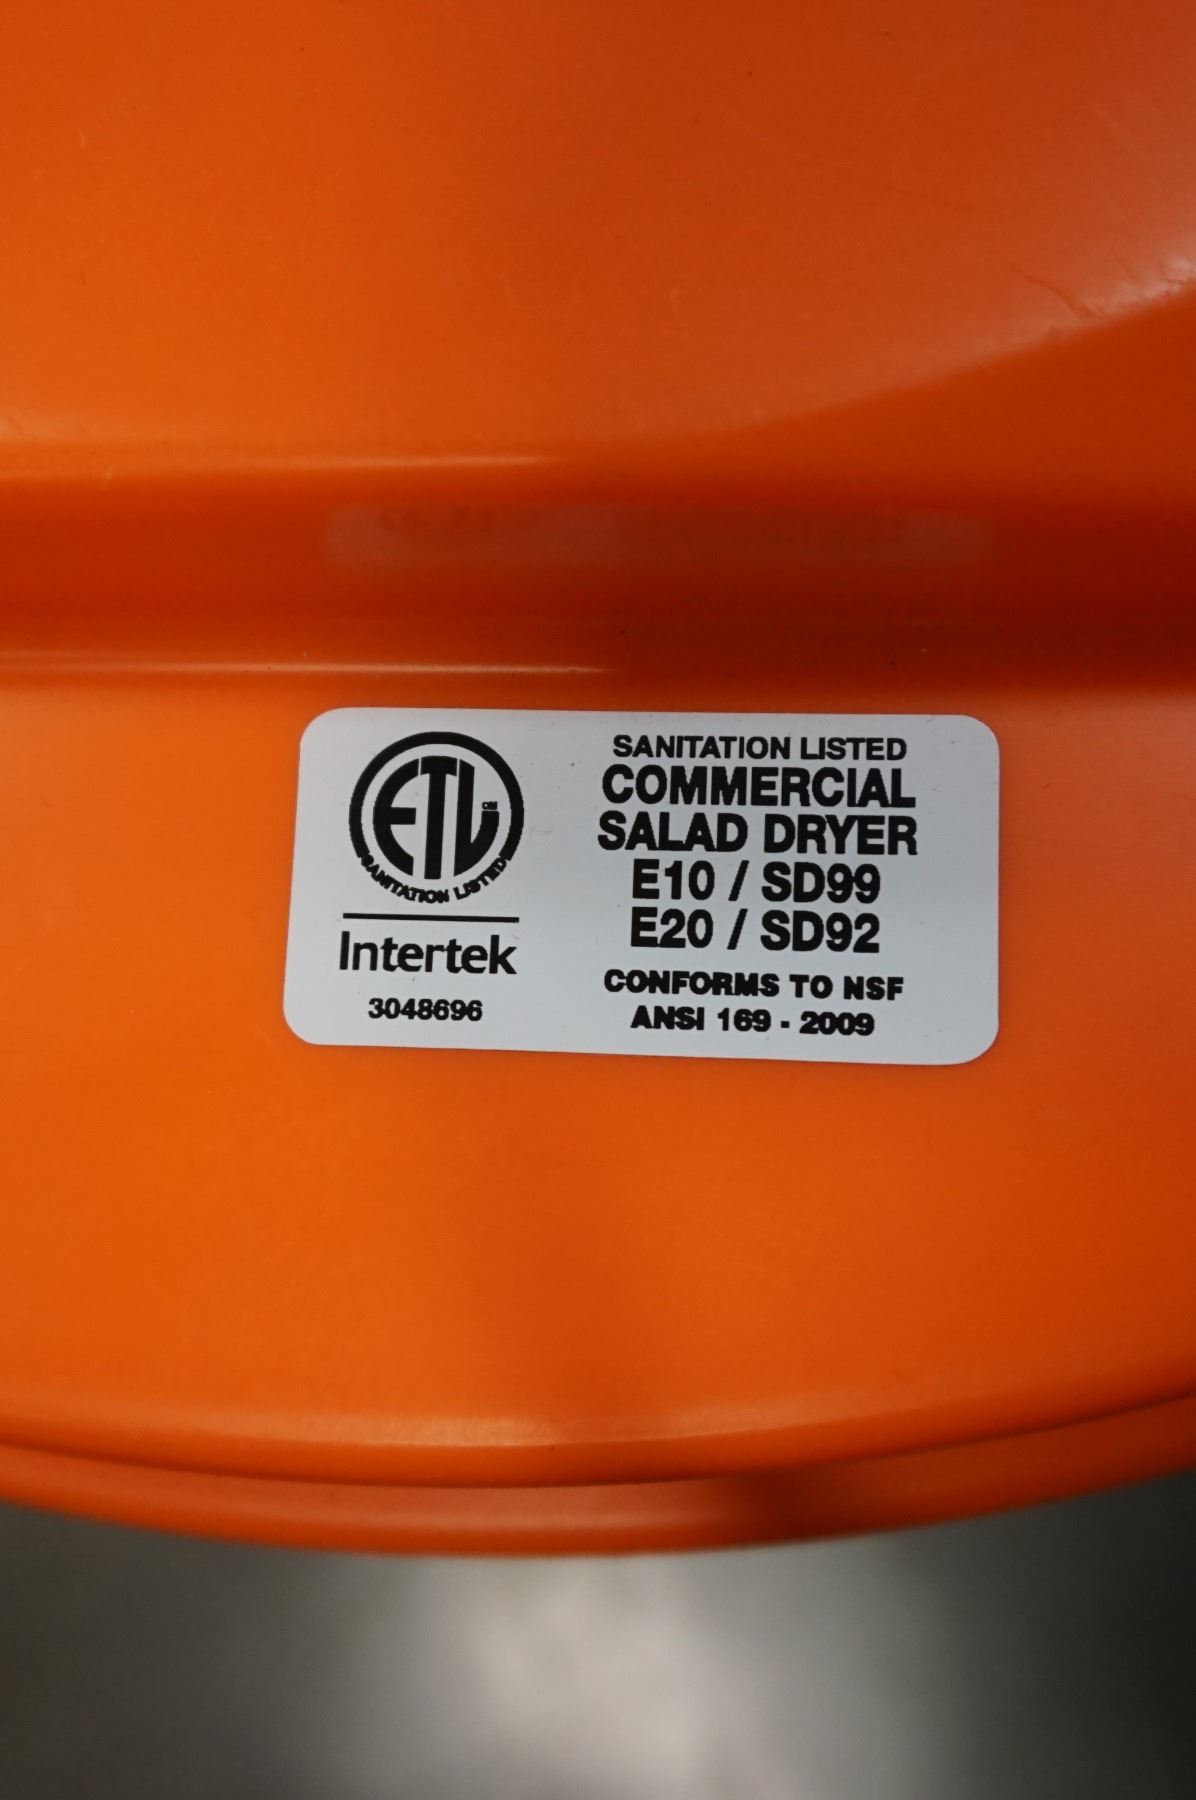 ETL CM
SANITATION LISTED
Intertek
3048696
SANITATION LISTED
COMMERCIAL
SALAD DRYER
E10 / SD99
E20 / SD92
CONFORMS TO NSF
ANSI 169 - 2009